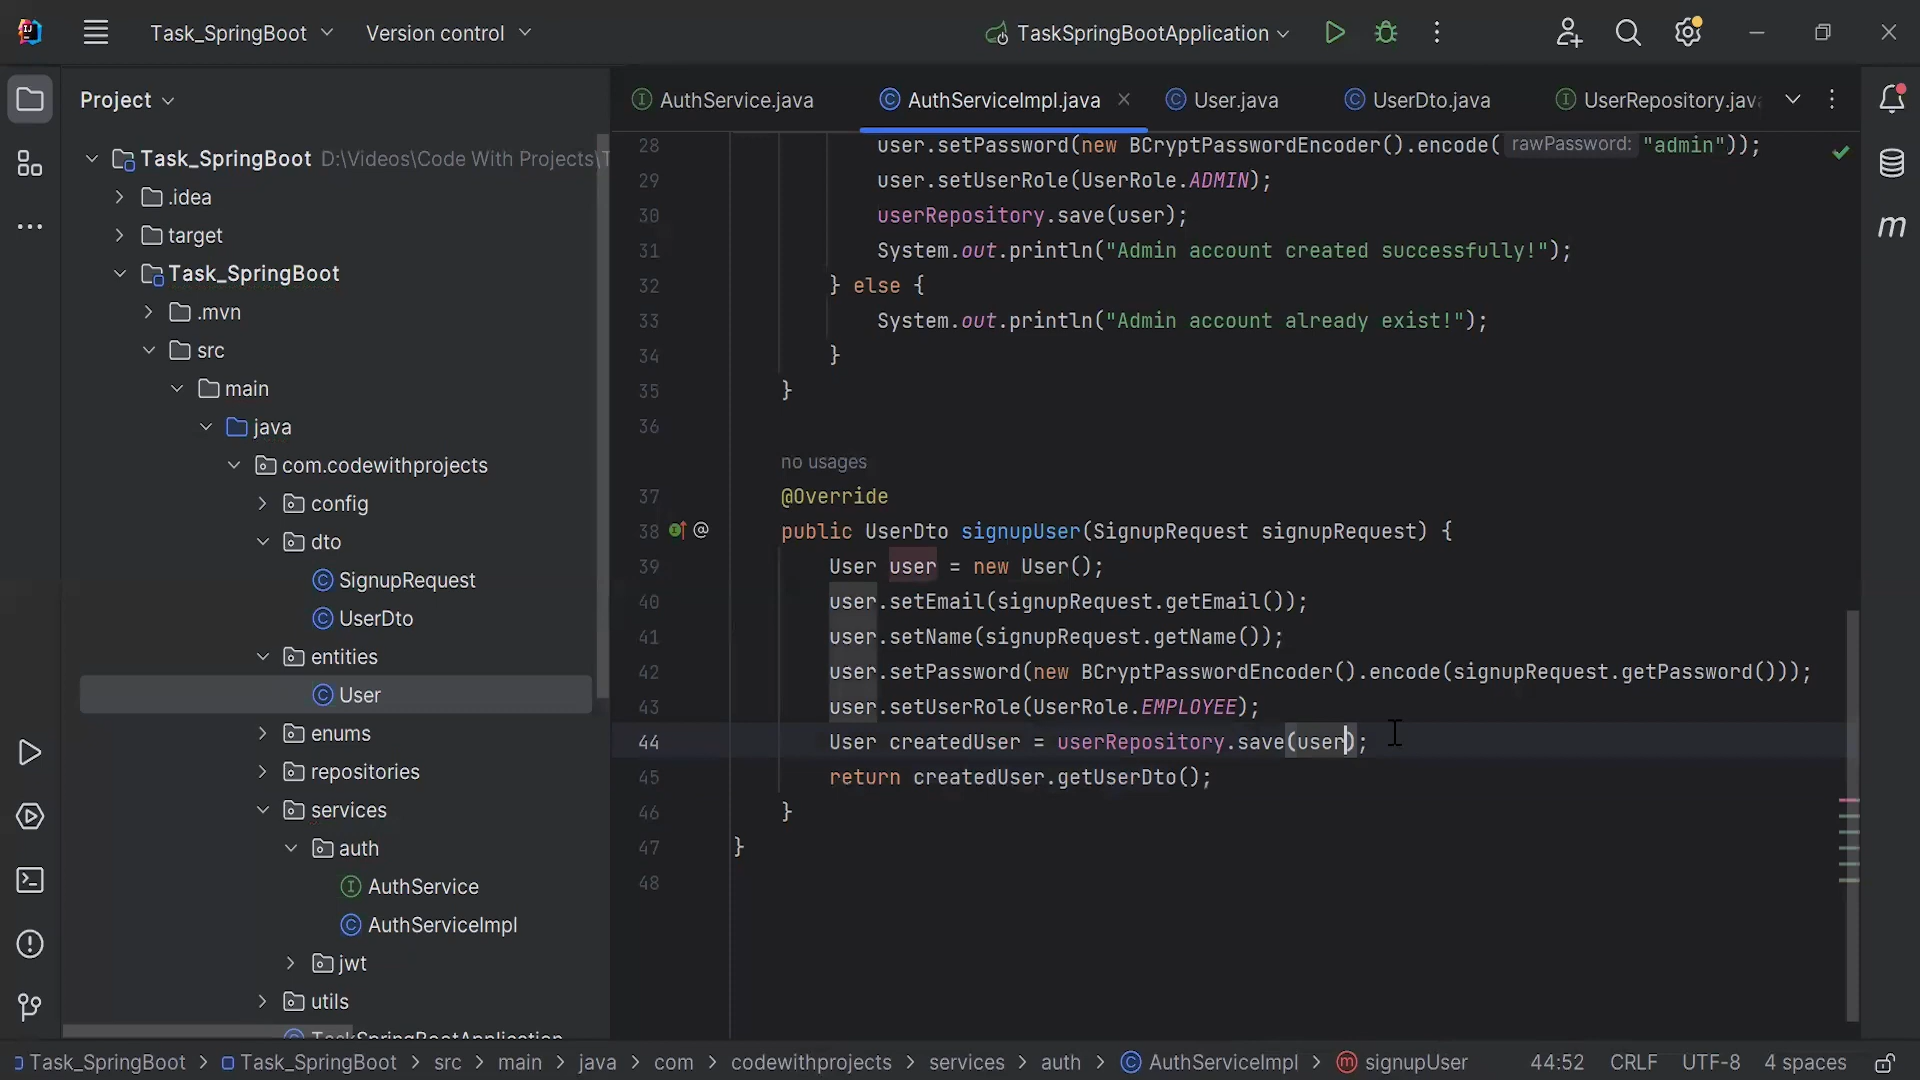 Task_SpringBoot
Version control
TaskSpringBootApplication
Project
AuthService.java
AuthServiceImpl.java
User.java
UserDto.java
UserRepository.jav
Task_SpringBoot D:\Videos\Code With Projects\T
.idea
target
Task_SpringBoot
.mvn
src
main
java
com.codewithprojects
config
dto
SignupRequest
UserDto
entities
User
enums
repositories
services
auth
AuthService
AuthServiceImpl
jwt
utils
TaskSpringBootApplication
28 user.setPassword(new BCryptPasswordEncoder().encode( rawPassword: "admin"));
29 user.setUserRole(UserRole.ADMIN);
30 userRepository.save(user);
31 System.out.println("Admin account created successfully!");
32 } else {
33 System.out.println("Admin account already exist!");
34 }
35 }
36
no usages
37 @Override
38 @ public UserDto signupUser(SignupRequest signupRequest) {
39 User user = new User();
40 user.setEmail(signupRequest.getEmail());
41 user.setName(signupRequest.getName());
42 user.setPassword(new BCryptPasswordEncoder().encode(signupRequest.getPassword()));
43 user.setUserRole(UserRole.EMPLOYEE);
44 User createdUser = userRepository.save(user);
45 return createdUser.getUserDto();
46 }
47 }
48
m
Task_SpringBoot > Task_SpringBoot > src > main > java > com > codewithprojects > services > auth > AuthServiceImpl > signupUser
44:52 CRLF UTF-8 4 spaces